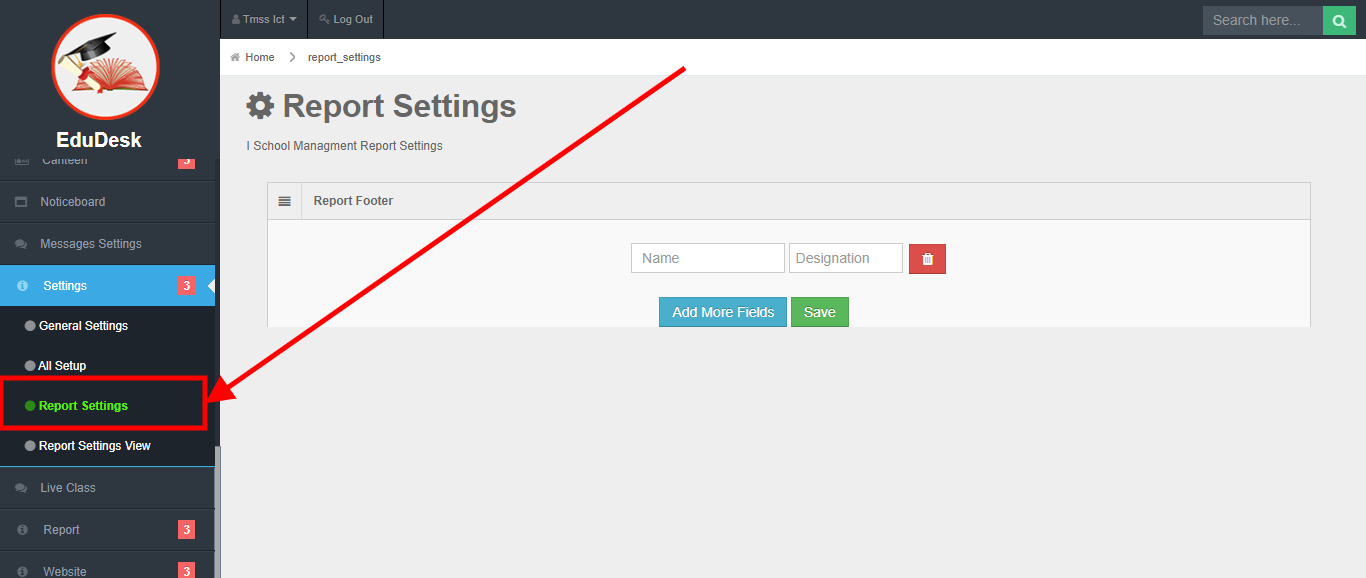 Tmss Ict
Log Out
Search here...
Home
report_settings
EduDesk
Canteen
3
Noticeboard
Messages Settings
Settings
3
General Settings
All Setup
Report Settings
Report Settings View
Live Class
Report
3
Website
3
Report Settings
I School Managment Report Settings
Report Footer
Name
Designation
Add More Fields
Save